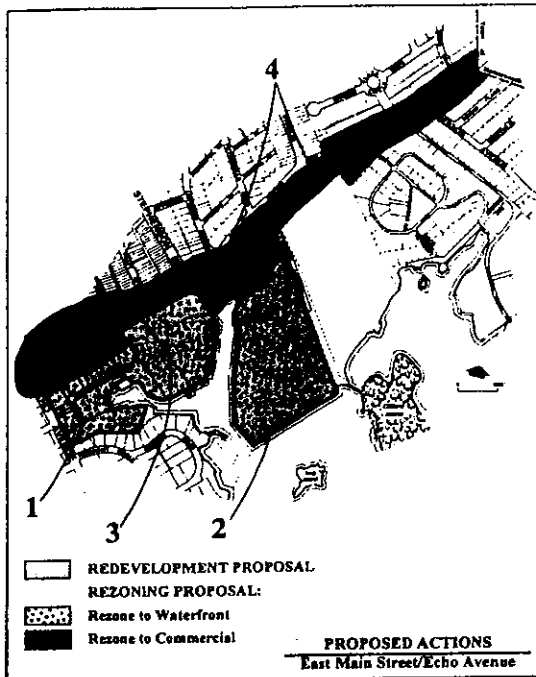 4
1
3
2
REDEVELOPMENT PROPOSAL
REZONING PROPOSAL:
Rezone to Waterfront
Rezone to Commercial
PROPOSED ACTIONS
East Main Street/Echo Avenue